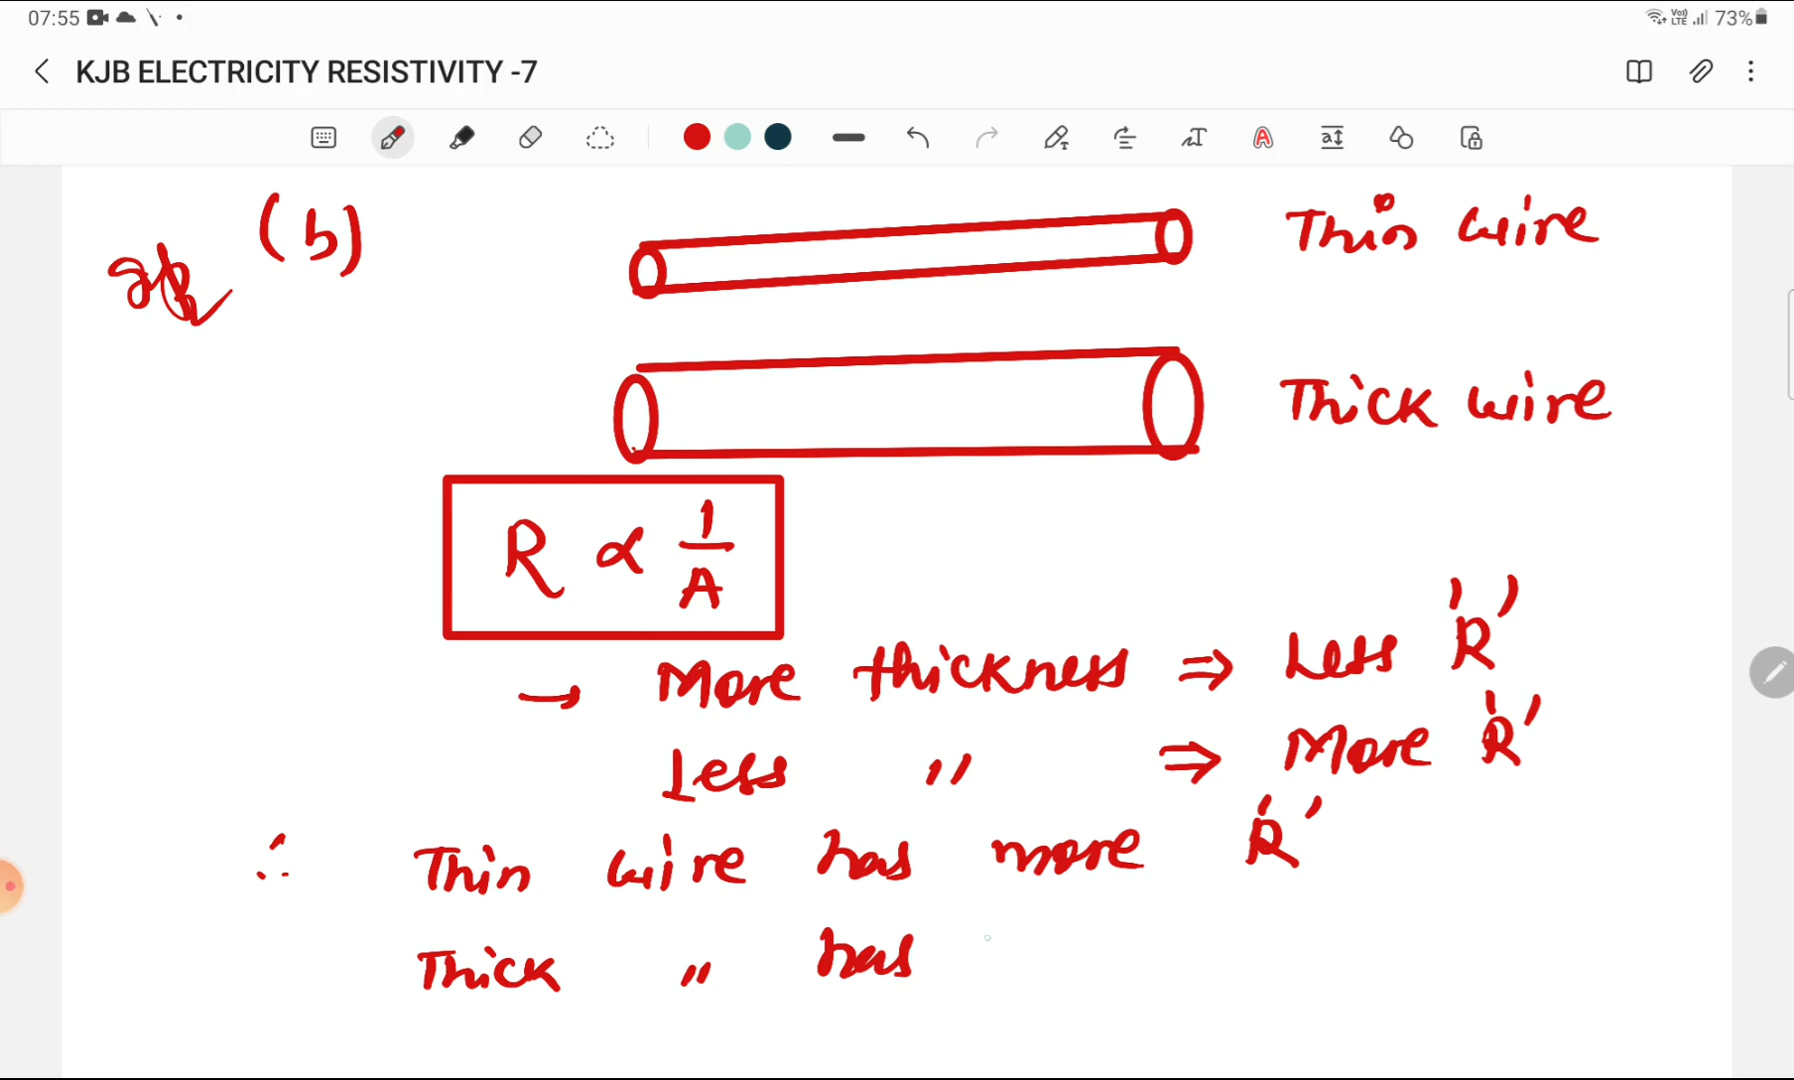 07:55 73%
KJB ELECTRICITY RESISTIVITY -7
(b) Thin wire
Thick wire
R ∝ 1/A
→ More thickness ⇒ Less 'R'
Less " ⇒ More 'R'
∴ Thin wire has more 'R'
Thick " has